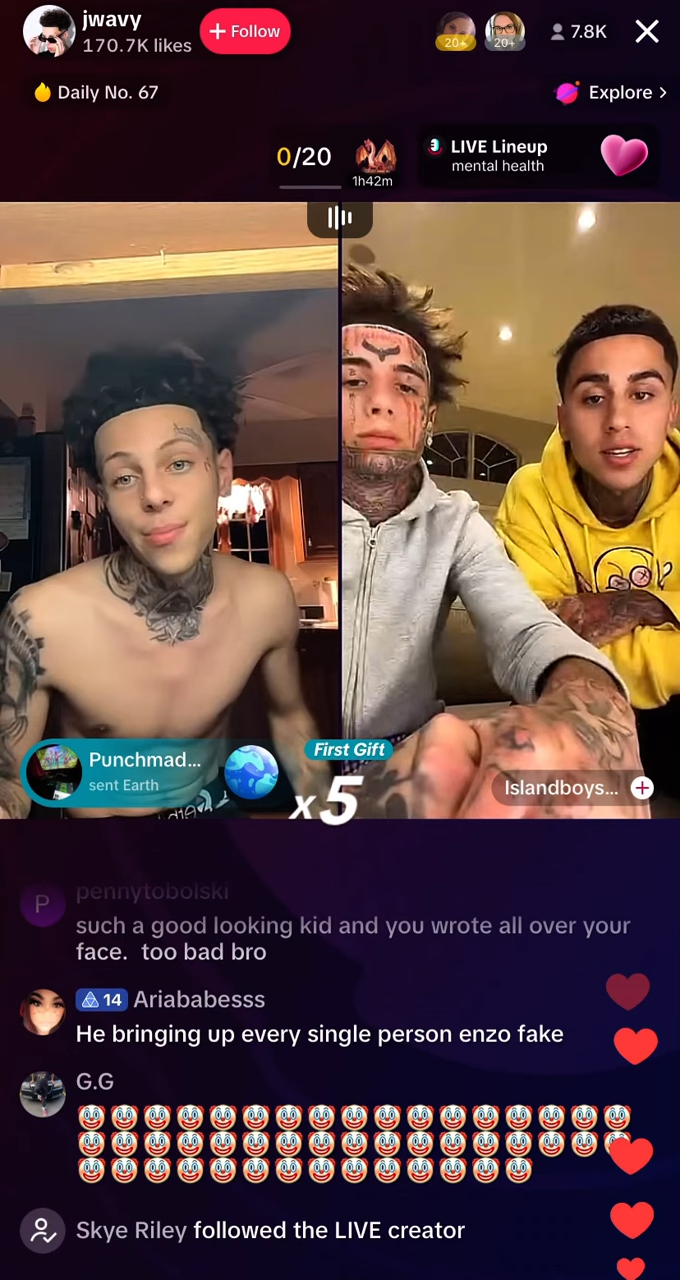 jwavy
170.7K likes
+ Follow
20+
20+
7.8K
Daily No. 67
Explore >
0/20
1h42m
LIVE Lineup
mental health
Punchmad...
sent Earth
First Gift
x5
Islandboys...
P
pennytobolski
such a good looking kid and you wrote all over your
face. too bad bro
14 Ariababesss
He bringing up every single person enzo fake
G.G
🤡🤡🤡🤡🤡🤡🤡🤡🤡🤡🤡🤡🤡🤡🤡🤡🤡
🤡🤡🤡🤡🤡🤡🤡🤡🤡🤡🤡🤡🤡🤡🤡🤡🤡
🤡🤡🤡🤡🤡🤡🤡🤡🤡🤡🤡🤡🤡🤡
Skye Riley followed the LIVE creator